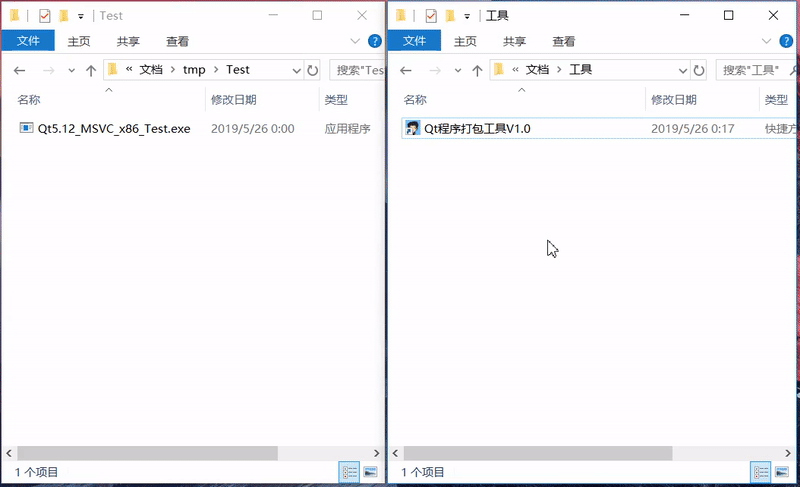 Test
文件 主页 共享 查看
« 文档 > tmp > Test 搜索"Tes
名称 修改日期 类型
Qt5.12_MSVC_x86_Test.exe 2019/5/26 0:00 应用程序
1 个项目
工具
文件 主页 共享 查看
« 文档 > 工具 搜索"工具"
名称 修改日期 类型
Qt程序打包工具V1.0 2019/5/26 0:17 快捷方
1 个项目